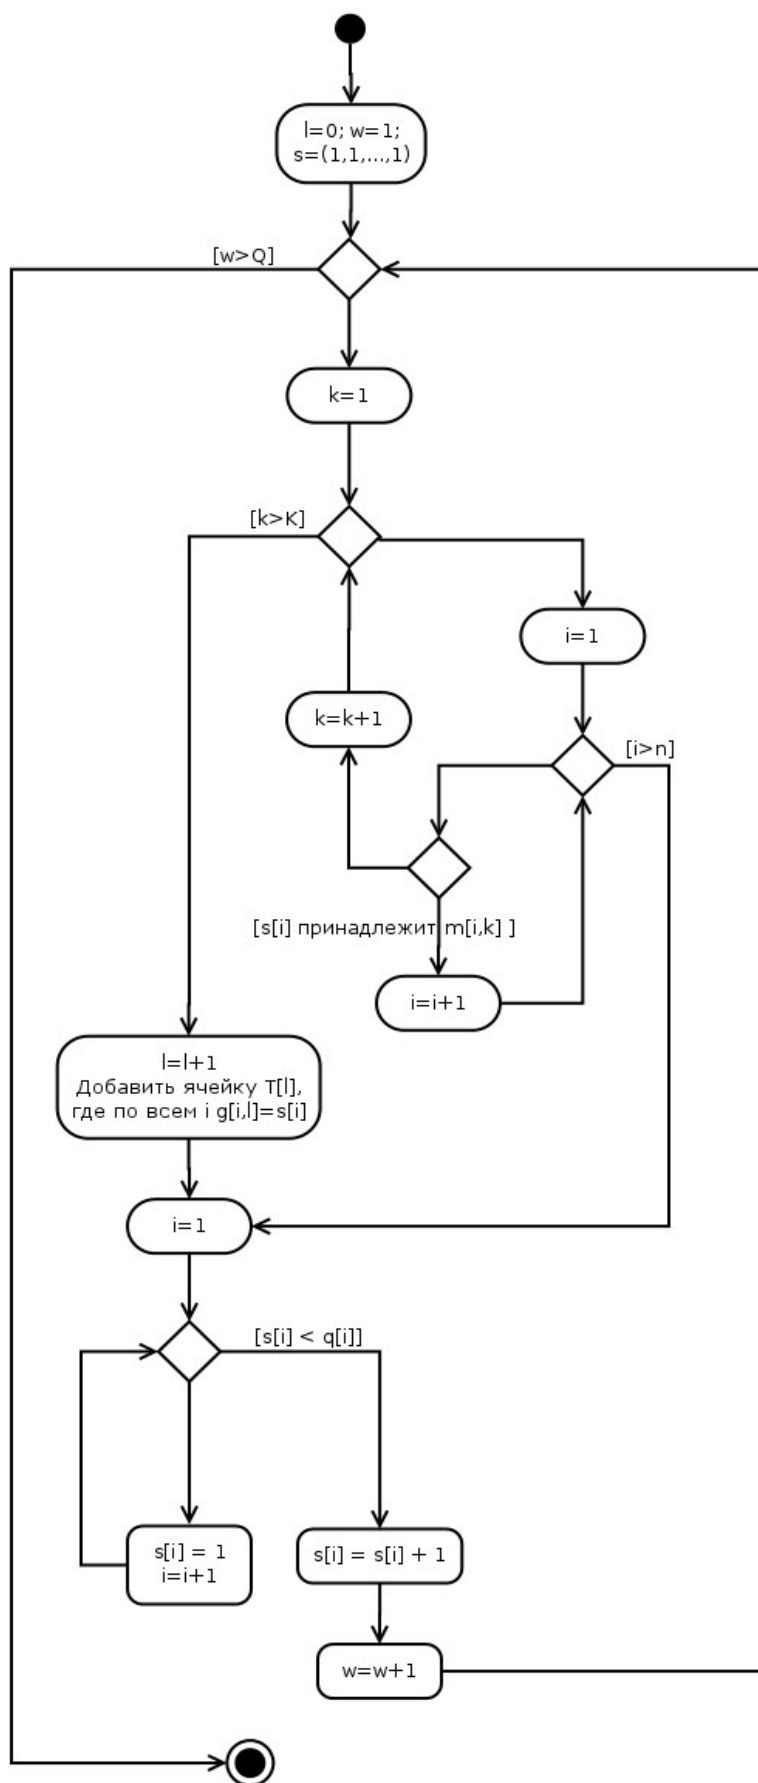 l=0; w=1;
s=(1,1,...,1)
[w>Q]
k=1
[k>K]
i=1
k=k+1
[i>n]
[s[i] принадлежит m[i,k] ]
i=i+1
l=l+1
Добавить ячейку T[l],
где по всем i g[i,l]=s[i]
i=1
[s[i] < q[i]]
s[i] = 1
i=i+1
s[i] = s[i] + 1
w=w+1